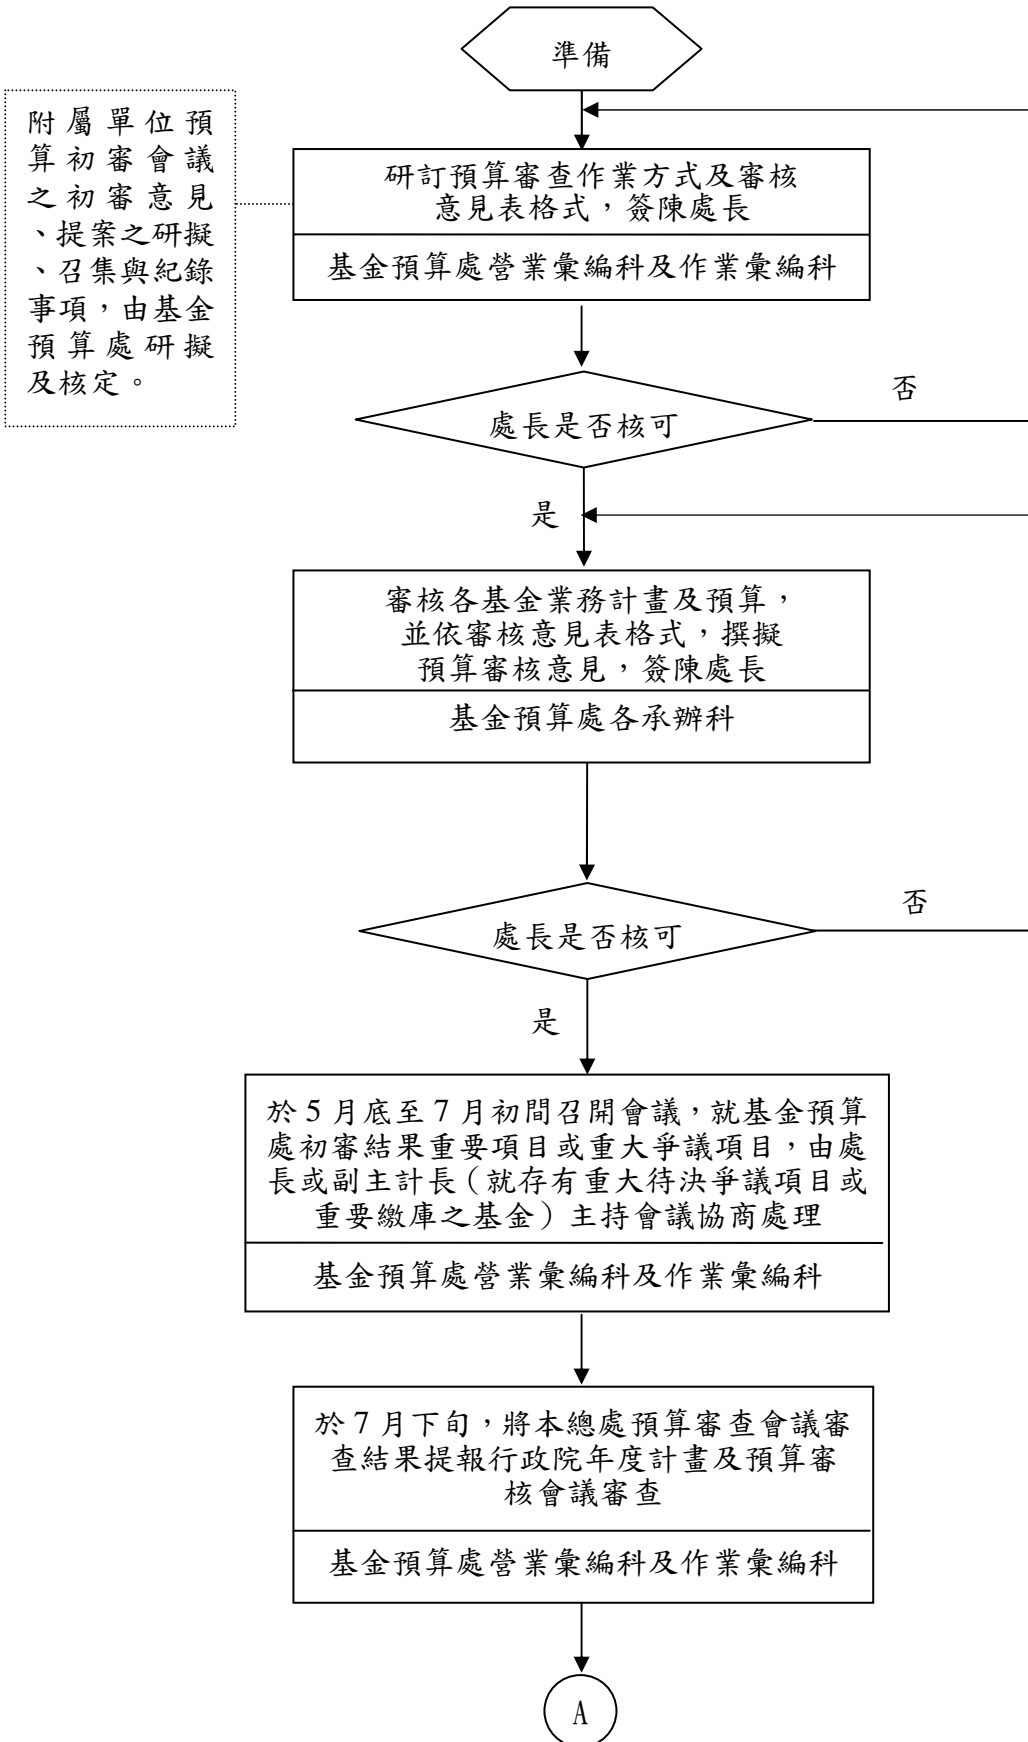 準備
附屬單位預
算初審會議
之初審意見
、提案之研擬
、召集與紀錄
事項，由基金
預算處研擬
及核定。
研訂預算審查作業方式及審核
意見表格式，簽陳處長
基金預算處營業彙編科及作業彙編科
處長是否核可
否
是
審核各基金業務計畫及預算，
並依審核意見表格式，撰擬
預算審核意見，簽陳處長
基金預算處各承辦科
處長是否核可
否
是
於 5 月底至 7 月初間召開會議，就基金預算
處初審結果重要項目或重大爭議項目，由處
長或副主計長（就存有重大待決爭議項目或
重要繳庫之基金）主持會議協商處理
基金預算處營業彙編科及作業彙編科
於 7 月下旬，將本總處預算審查會議審
查結果提報行政院年度計畫及預算審
核會議審查
基金預算處營業彙編科及作業彙編科
A